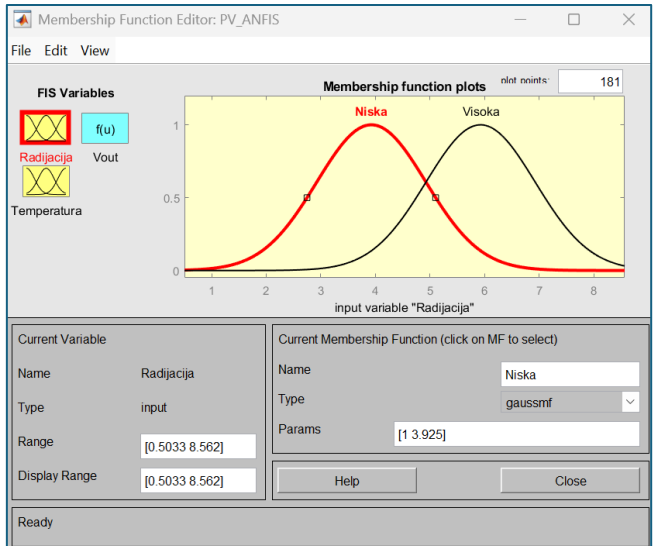 Membership Function Editor: PV_ANFIS
File Edit View
FIS Variables
f(u)
Radijacija Vout
Temperatura
Membership function plots
plot points: 181
Niska Visoka
1
0.5
0
1 2 3 4 5 6 7 8
input variable "Radijacija"
Current Variable
Name Radijacija
Type input
Range [0.5033 8.562]
Display Range [0.5033 8.562]
Current Membership Function (click on MF to select)
Name Niska
Type gaussmf
Params [1 3.925]
Help Close
Ready